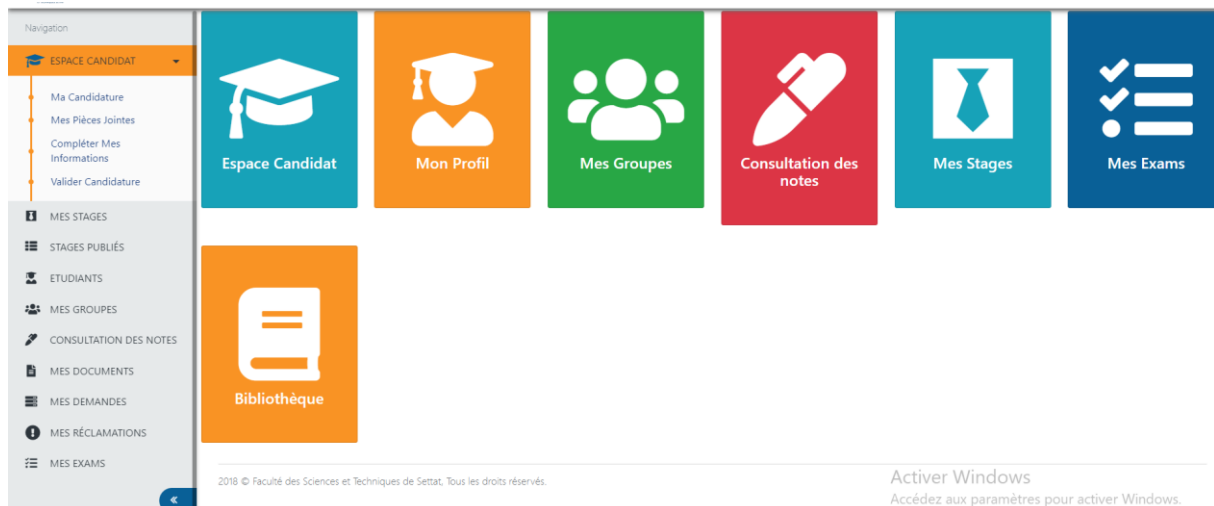 Navigation
ESPACE CANDIDAT
Ma Candidature
Mes Pièces Jointes
Compléter Mes
Informations
Valider Candidature
MES STAGES
STAGES PUBLIÉS
ETUDIANTS
MES GROUPES
CONSULTATION DES NOTES
MES DOCUMENTS
MES DEMANDES
MES RÉCLAMATIONS
MES EXAMS
Espace Candidat
Mon Profil
Mes Groupes
Consultation des
notes
Mes Stages
Mes Exams
Bibliothèque
2018 © Faculté des Sciences et Techniques de Settat, Tous les droits réservés.
Activer Windows
Accédez aux paramètres pour activer Windows.